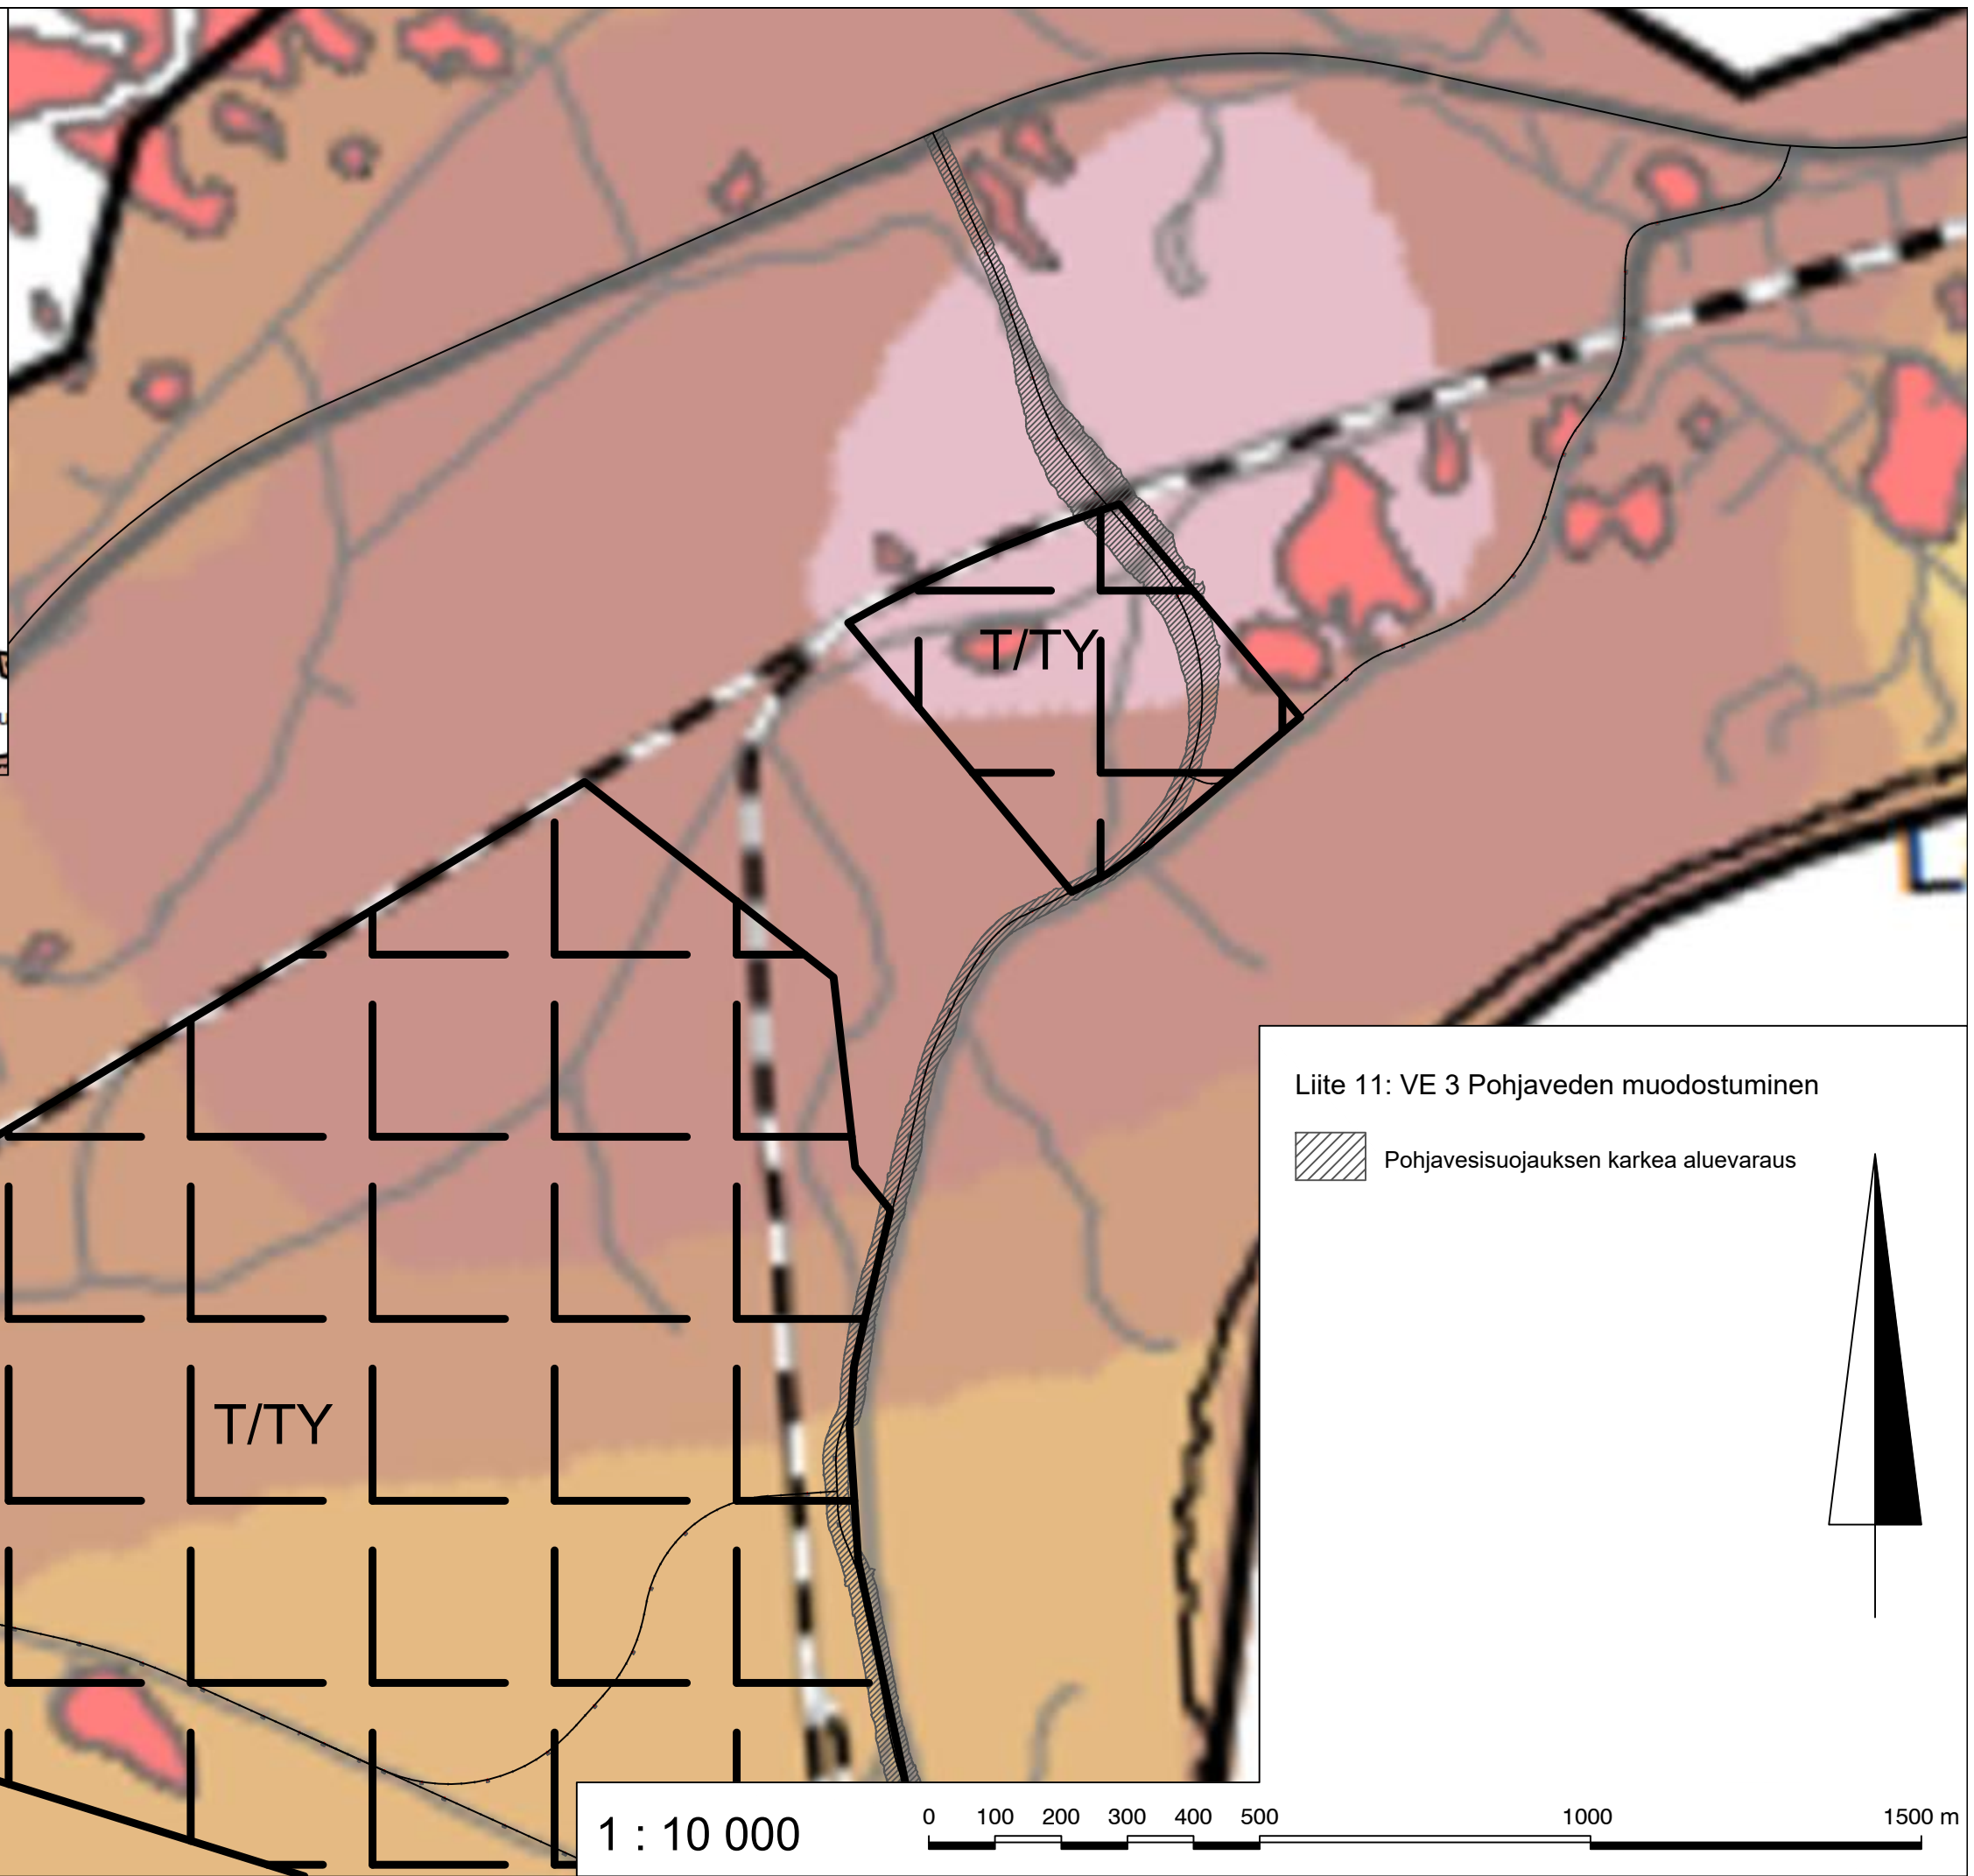 T/TY
T/TY
Liite 11: VE 3 Pohjaveden muodostuminen
Pohjavesisuojauksen karkea aluevaraus
1 : 10 000
0 100 200 300 400 500 1000 1500 m